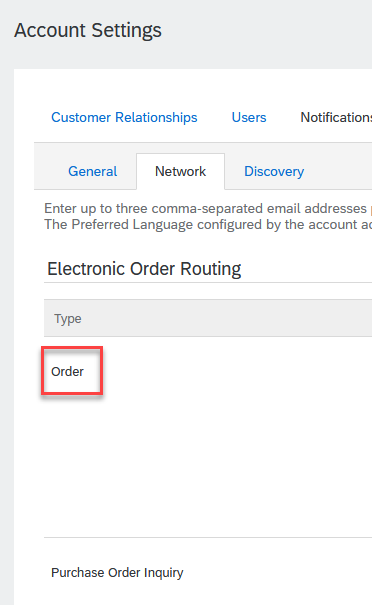 Account Settings
Customer Relationships Users Notifications
General Network Discovery
Enter up to three comma-separated email addresses
The Preferred Language configured by the account
Electronic Order Routing
Type
Order
Purchase Order Inquiry